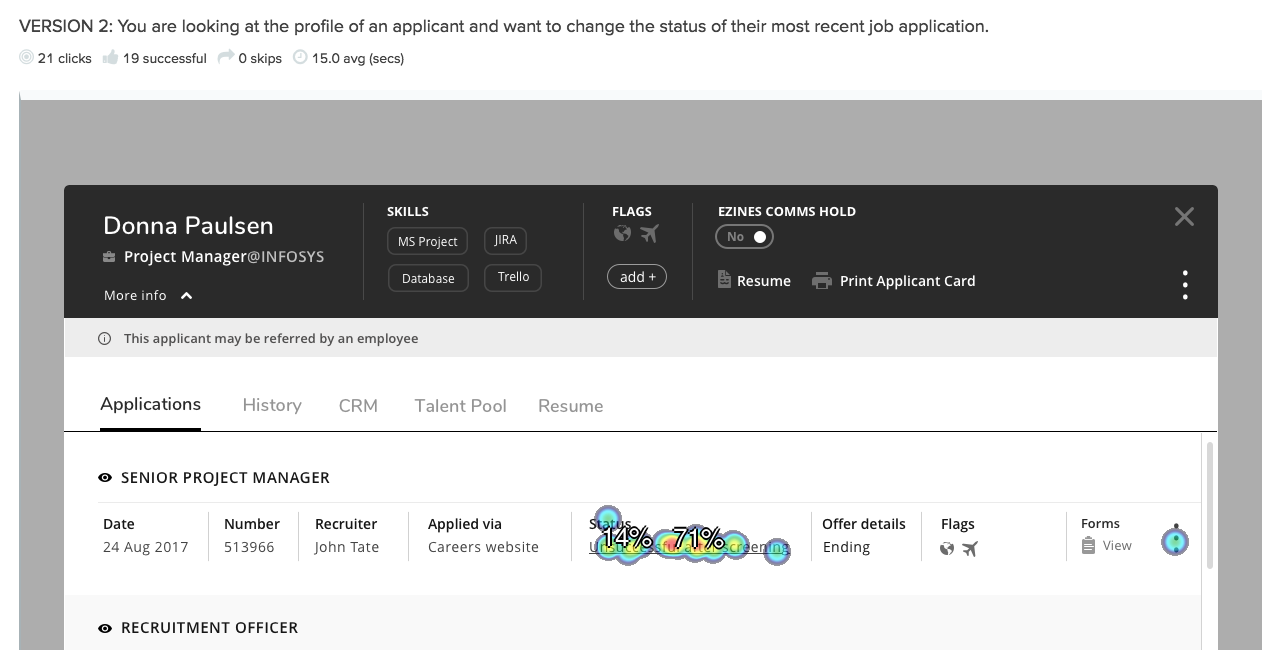 VERSION 2: You are looking at the profile of an applicant and want to change the status of their most recent job application.
21 clicks 19 successful 0 skips 15.0 avg (secs)
Donna Paulsen
Project Manager@INFOSYS
More info
SKILLS
MS Project JIRA
Database Trello
FLAGS
add +
EZINES COMMS HOLD
No
Resume Print Applicant Card
This applicant may be referred by an employee
Applications History CRM Talent Pool Resume
SENIOR PROJECT MANAGER
Date Number Recruiter Applied via Status Offer details Flags Forms
14% 71%
24 Aug 2017 513966 John Tate Careers website Unsuccessful after screening Ending View
RECRUITMENT OFFICER